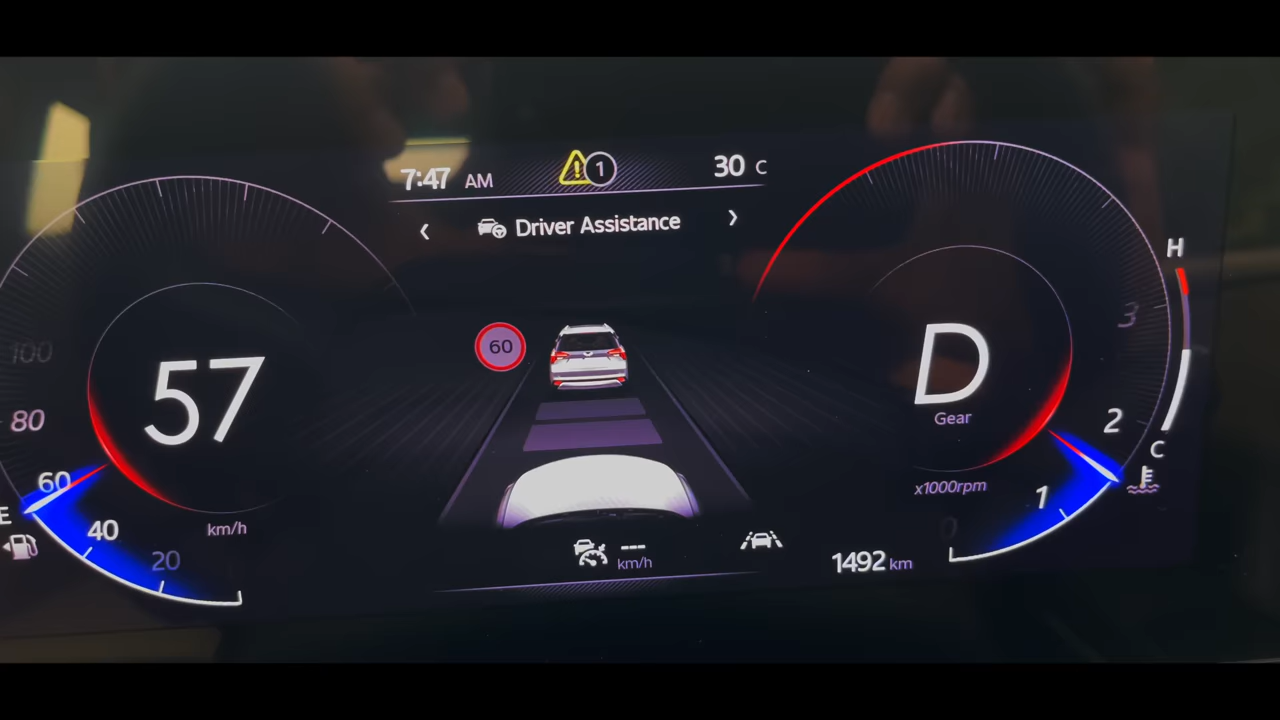 7:47 AM
1
30 C
‹ Driver Assistance ›
H
60
100
57
km/h
80
60
40
20
E
D
Gear
x1000rpm
3
2
1
0
C
--- km/h
1492 km